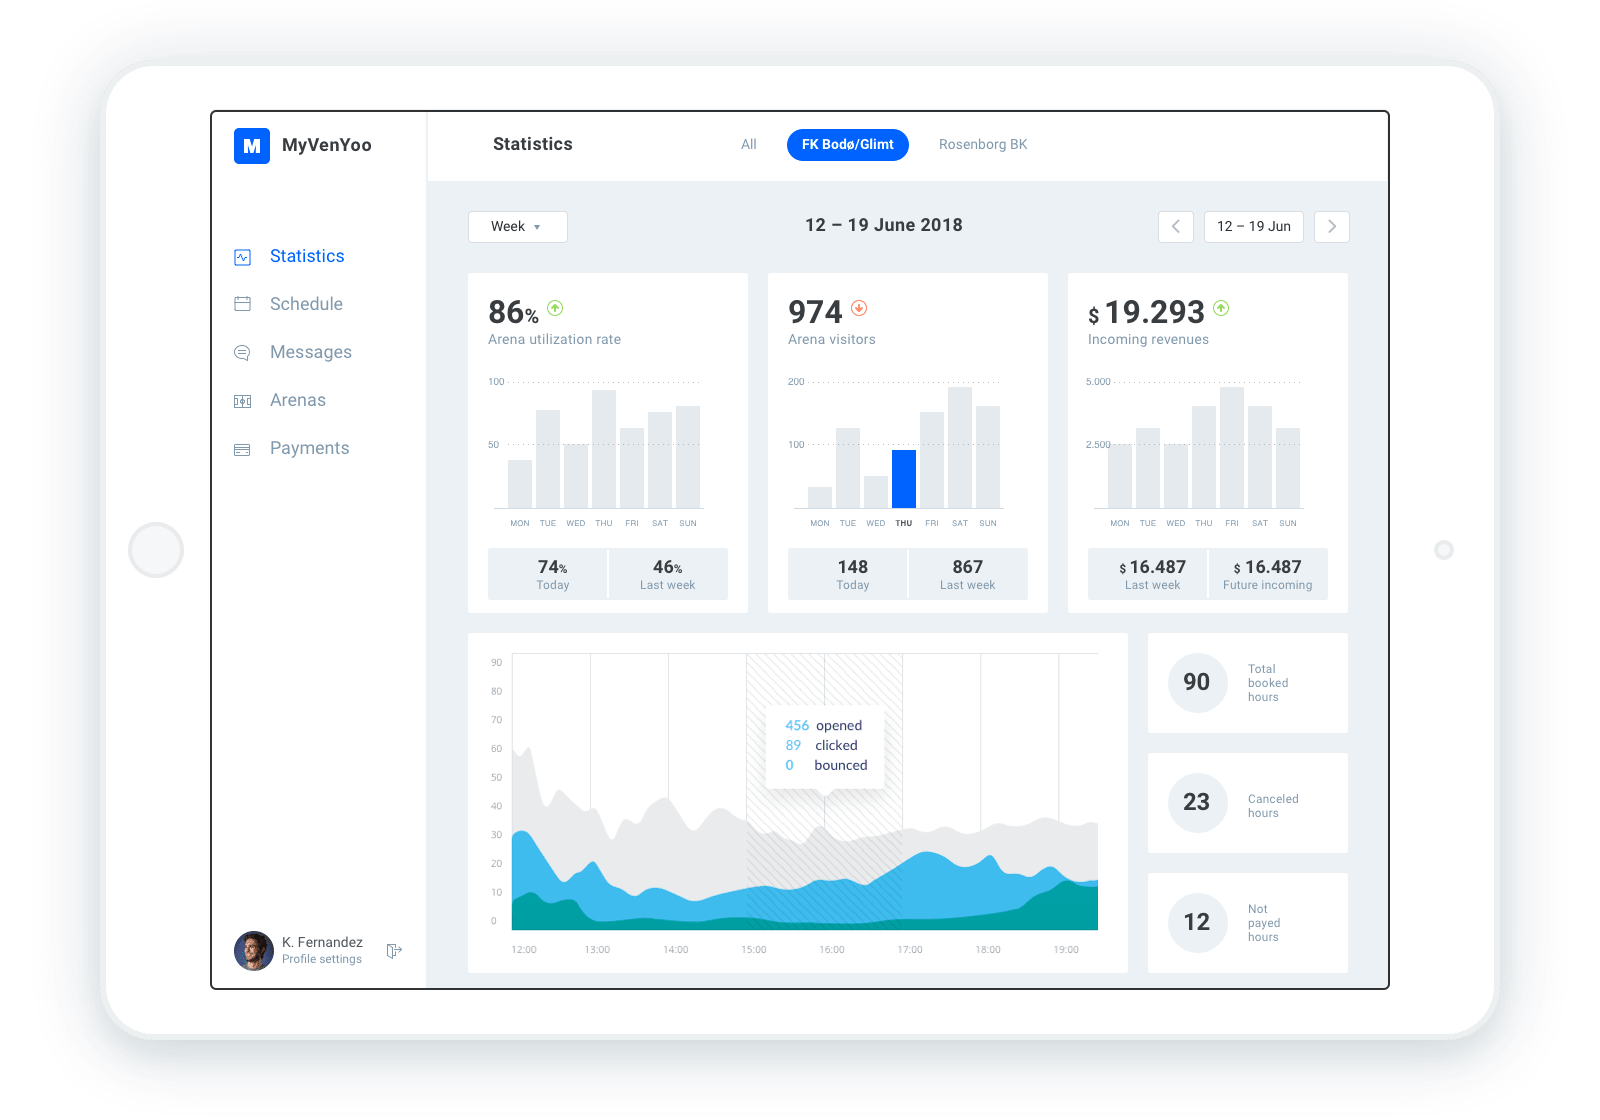 M MyVenYoo
Statistics
All
FK Bodø/Glimt
Rosenborg BK
Statistics
Schedule
Messages
Arenas
Payments
K. Fernandez
Profile settings
Week
12 – 19 June 2018
12 – 19 Jun
86%
Arena utilization rate
100
50
MON TUE WED THU FRI SAT SUN
74%
Today
46%
Last week
974
Arena visitors
200
100
MON TUE WED THU FRI SAT SUN
148
Today
867
Last week
$ 19.293
Incoming revenues
5.000
2.500
MON TUE WED THU FRI SAT SUN
$ 16.487
Last week
$ 16.487
Future incoming
90
80
70
60
50
40
30
20
10
0
456 opened
89 clicked
0 bounced
12:00 13:00 14:00 15:00 16:00 17:00 18:00 19:00
90
Total
booked
hours
23
Canceled
hours
12
Not
payed
hours